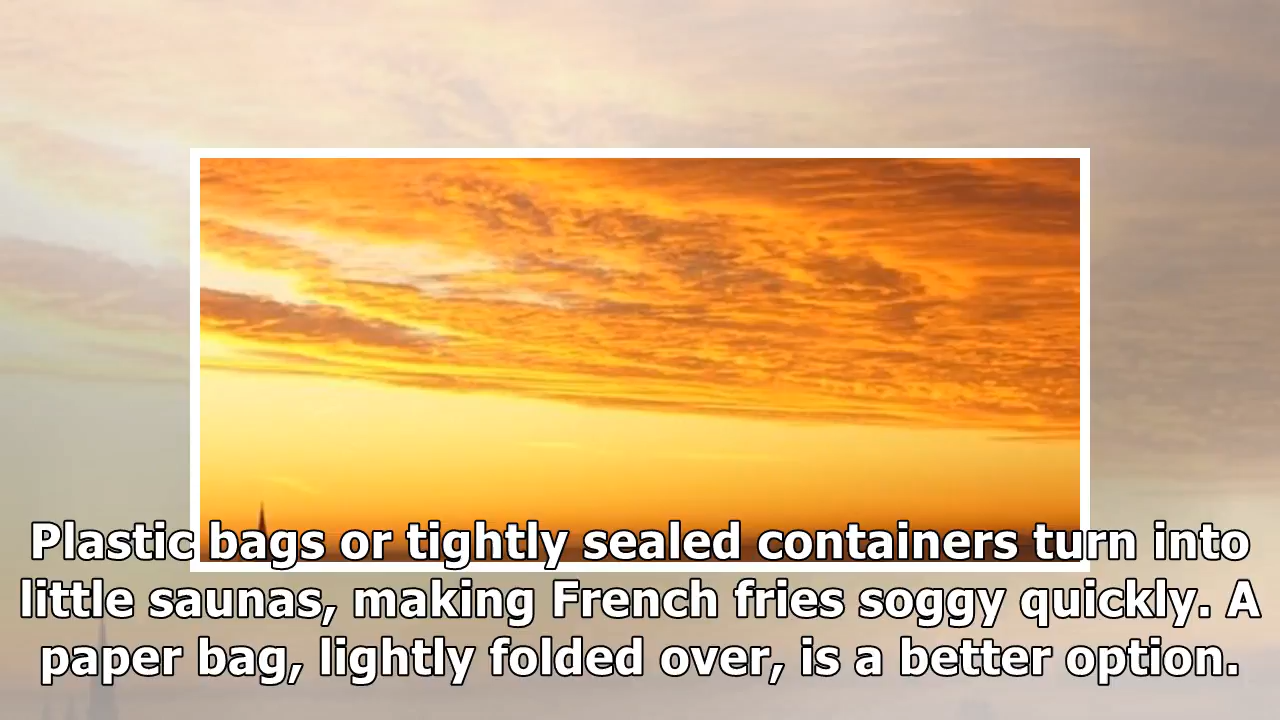 Plastic bags or tightly sealed containers turn into
little saunas, making French fries soggy quickly. A
paper bag, lightly folded over, is a better option.